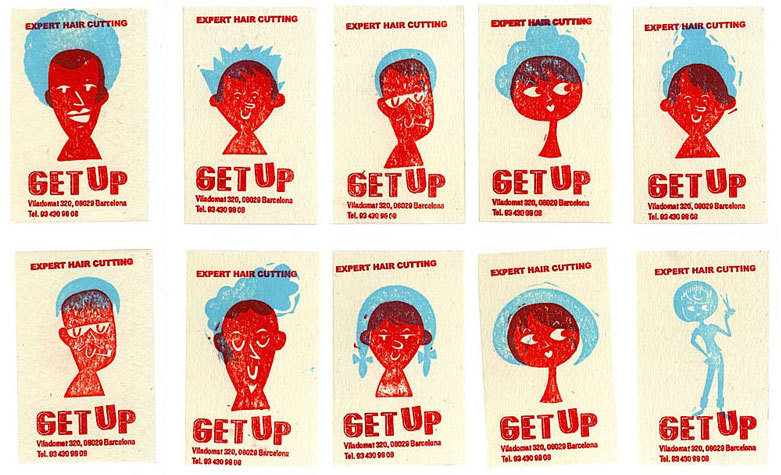 EXPERT HAIR CUTTING
GET UP
Viladomat 320, 08029 Barcelona
Tel. 93 430 98 08
EXPERT HAIR CUTTING
GET UP
Viladomat 320, 08029 Barcelona
Tel. 93 430 98 08
EXPERT HAIR CUTTING
GET UP
Viladomat 320, 08029 Barcelona
Tel. 93 430 98 08
EXPERT HAIR CUTTING
GET UP
Viladomat 320, 08029 Barcelona
Tel. 93 430 98 08
EXPERT HAIR CUTTING
GET UP
Viladomat 320, 08029 Barcelona
Tel. 93 430 98 08
EXPERT HAIR CUTTING
GET UP
Viladomat 320, 08029 Barcelona
Tel. 93 430 98 08
EXPERT HAIR CUTTING
GET UP
Viladomat 320, 08029 Barcelona
Tel. 93 430 98 08
EXPERT HAIR CUTTING
GET UP
Viladomat 320, 08029 Barcelona
Tel. 93 430 98 08
EXPERT HAIR CUTTING
GET UP
Viladomat 320, 08029 Barcelona
Tel. 93 430 98 08
EXPERT HAIR CUTTING
GET UP
Viladomat 320, 08029 Barcelona
Tel. 93 430 98 08